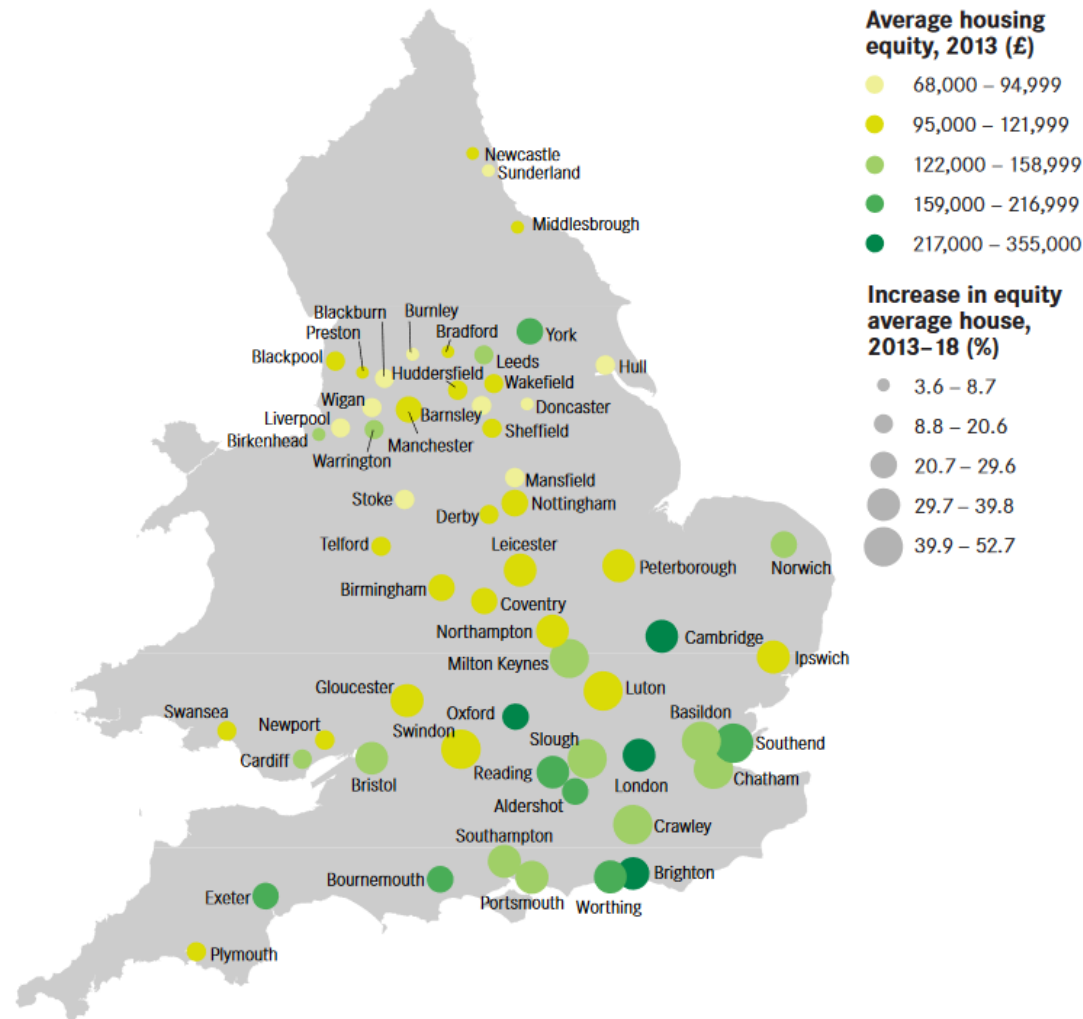 Average housing
equity, 2013 (£)
68,000 – 94,999
95,000 – 121,999
122,000 – 158,999
159,000 – 216,999
217,000 – 355,000
Increase in equity
average house,
2013–18 (%)
3.6 – 8.7
8.8 – 20.6
20.7 – 29.6
29.7 – 39.8
39.9 – 52.7
Newcastle
Sunderland
Middlesbrough
Blackburn
Burnley
Preston
Bradford
York
Blackpool
Leeds
Hull
Huddersfield
Wakefield
Wigan
Barnsley
Doncaster
Liverpool
Birkenhead
Manchester
Sheffield
Warrington
Mansfield
Stoke
Nottingham
Derby
Telford
Leicester
Peterborough
Norwich
Birmingham
Coventry
Northampton
Cambridge
Milton Keynes
Ipswich
Gloucester
Luton
Swansea
Newport
Oxford
Basildon
Swindon
Slough
Southend
Cardiff
Bristol
Reading
London
Chatham
Aldershot
Crawley
Southampton
Bournemouth
Brighton
Portsmouth
Worthing
Exeter
Plymouth